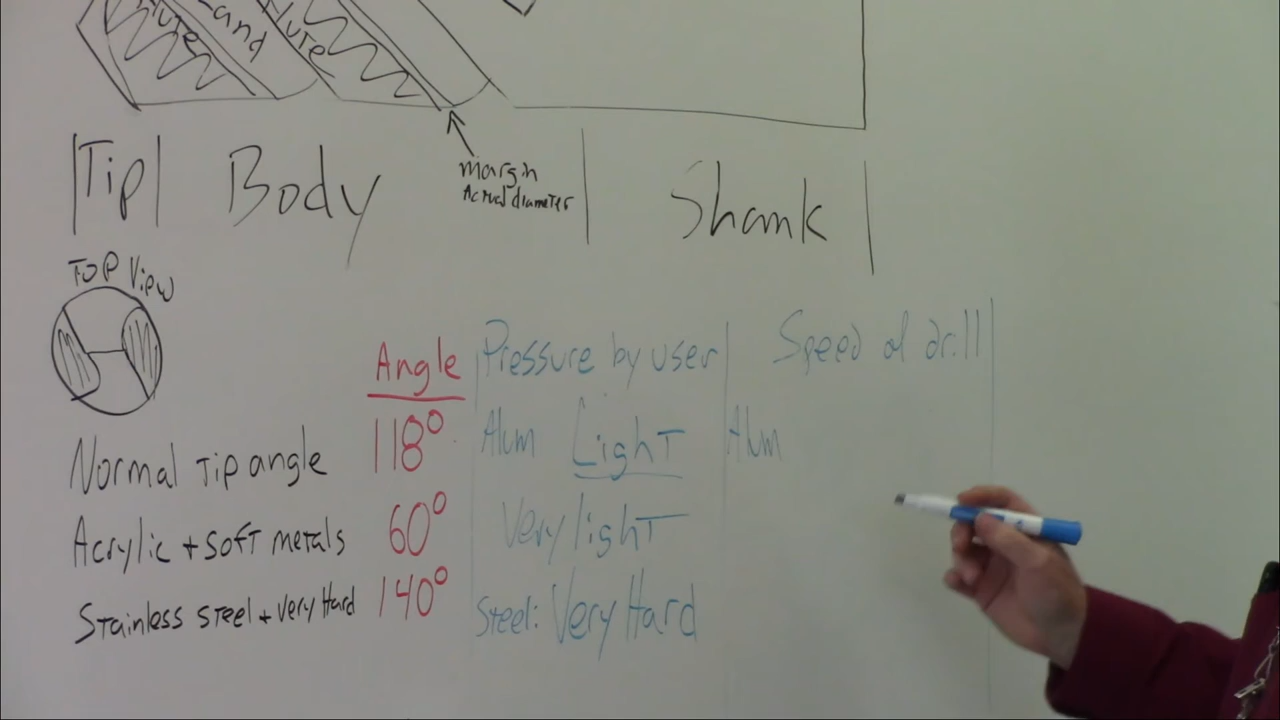 Flute Land Flute
margin
Actual diameter
Tip Body Shank
TOP View
Angle Pressure by user Speed of drill
Normal Tip angle 118° Alum Light Alum
Acrylic + soft metals 60° Very light
Stainless steel + very Hard 140° Steel: Very Hard